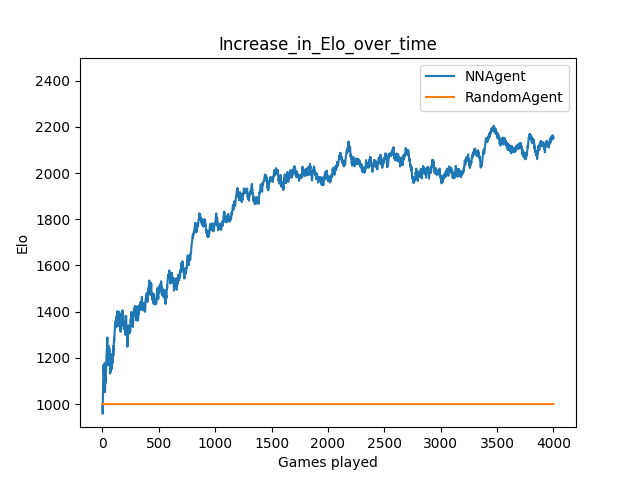 Increase_in_Elo_over_time
NNAgent
RandomAgent
Elo
2400
2200
2000
1800
1600
1400
1200
1000
0 500 1000 1500 2000 2500 3000 3500 4000
Games played